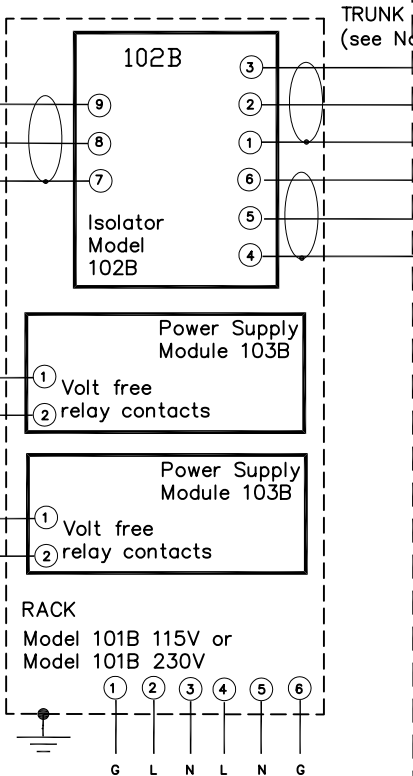 TRUNK
(see
102B
3
9
2
8
1
7
6
Isolator
Model
102B
5
4
Power Supply
Module 103B
1
Volt free
2
relay contacts
Power Supply
Module 103B
1
Volt free
2
relay contacts
RACK
Model 101B 115V or
Model 101B 230V
1 2 3 4 5 6
G L N L N G